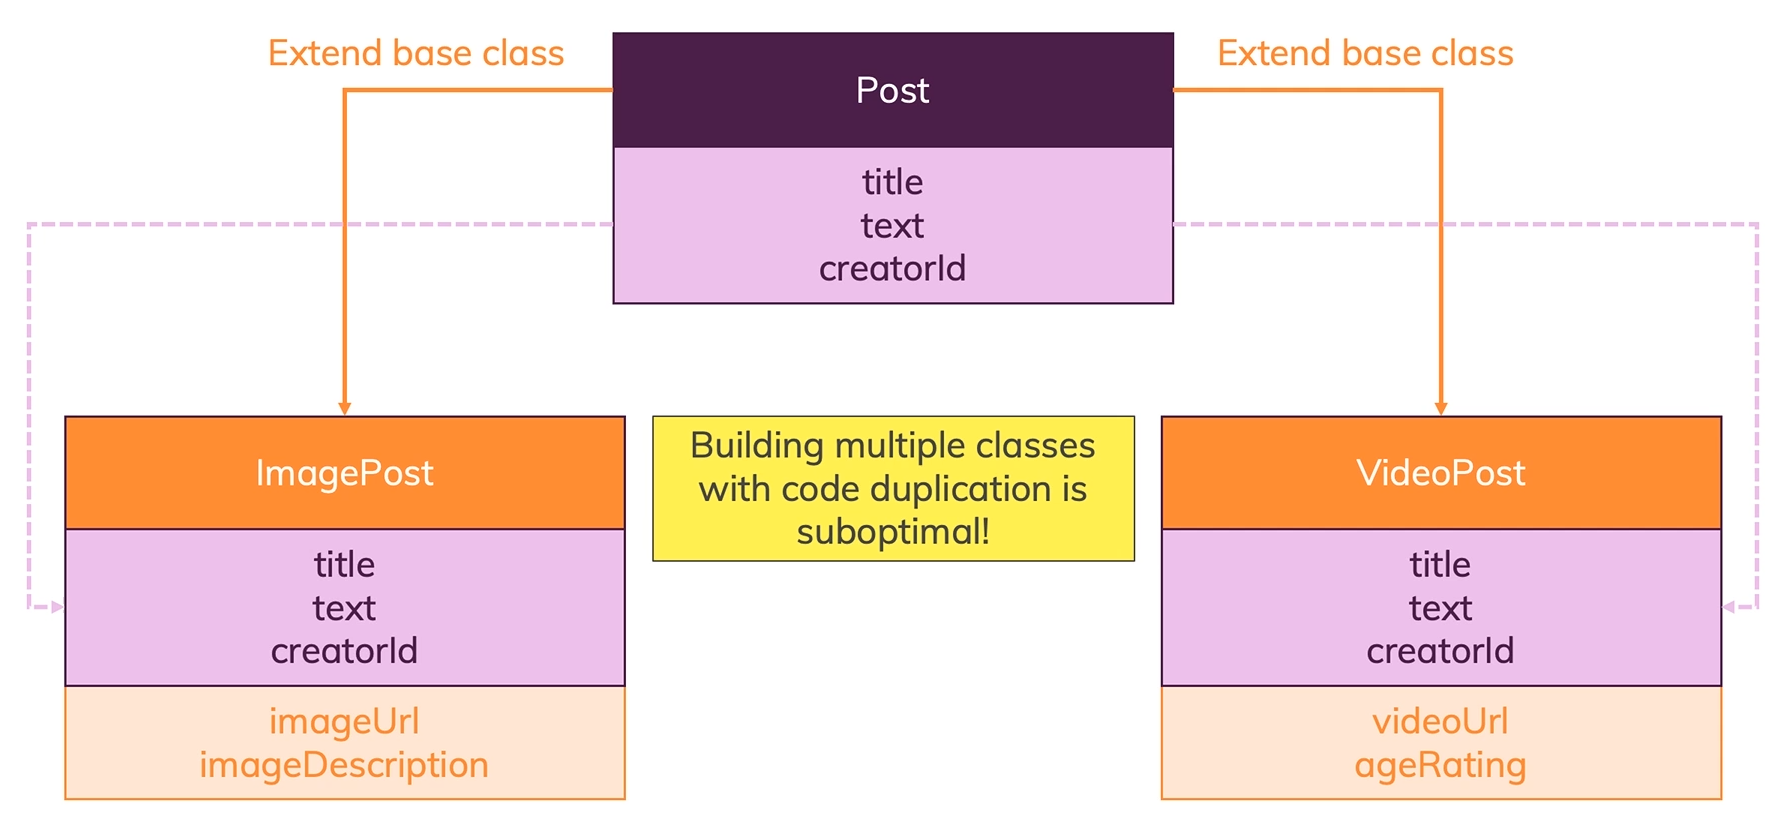 Extend base class
Post
Extend base class
title
text
creatorId
ImagePost
title
text
creatorId
imageUrl
imageDescription
Building multiple classes
with code duplication is
suboptimal!
VideoPost
title
text
creatorId
videoUrl
ageRating